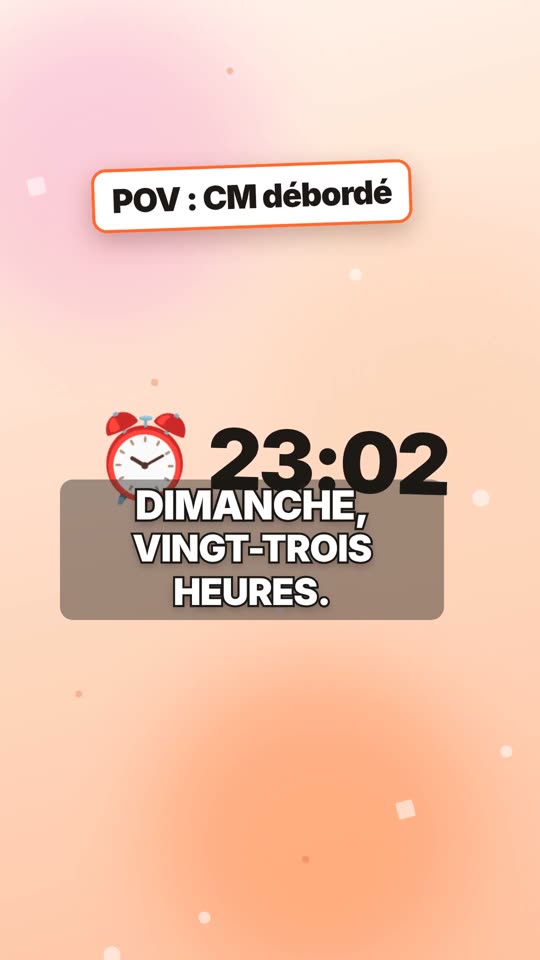 POV : CM débordé
23:02
DIMANCHE,
VINGT-TROIS
HEURES.